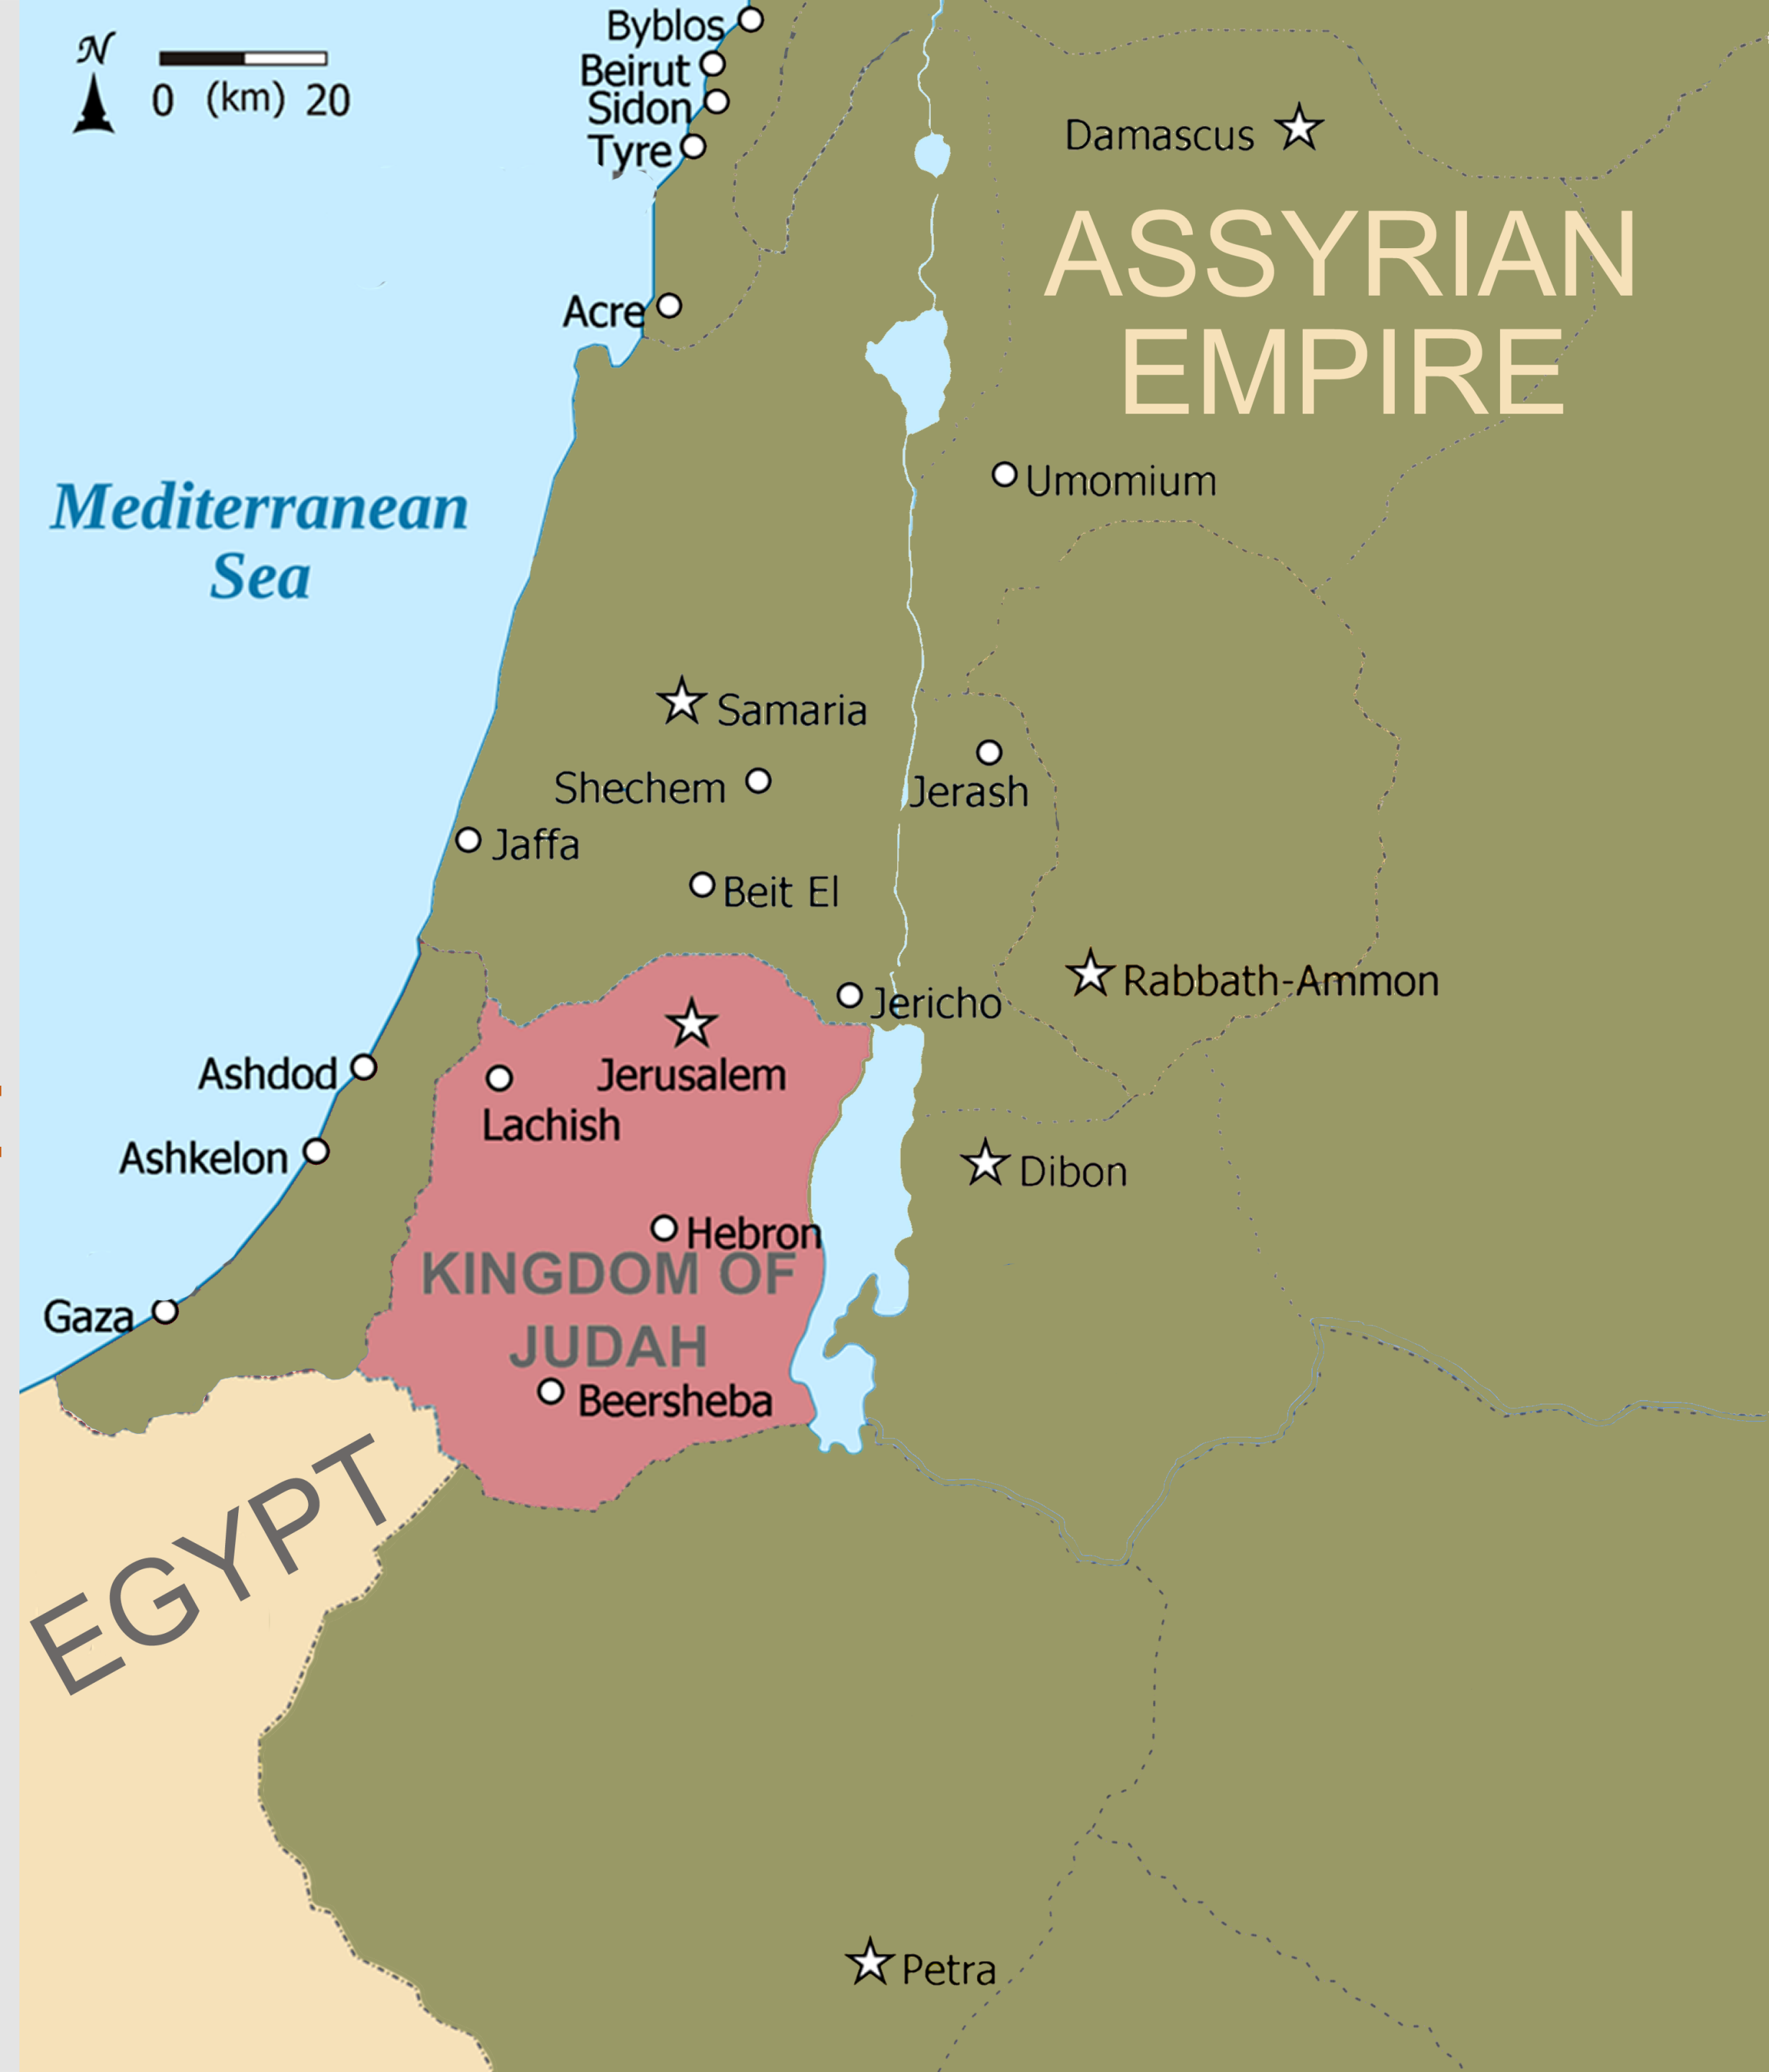 N
0 (km) 20
Byblos
Beirut
Sidon
Tyre
Damascus
ASSYRIAN
EMPIRE
Acre
Umomium
Mediterranean
Sea
Samaria
Shechem
Jerash
Jaffa
Beit El
Rabbath-Ammon
Jericho
Jerusalem
Ashdod
Lachish
Ashkelon
Dibon
Hebron
KINGDOM OF
JUDAH
Gaza
Beersheba
EGYPT
Petra